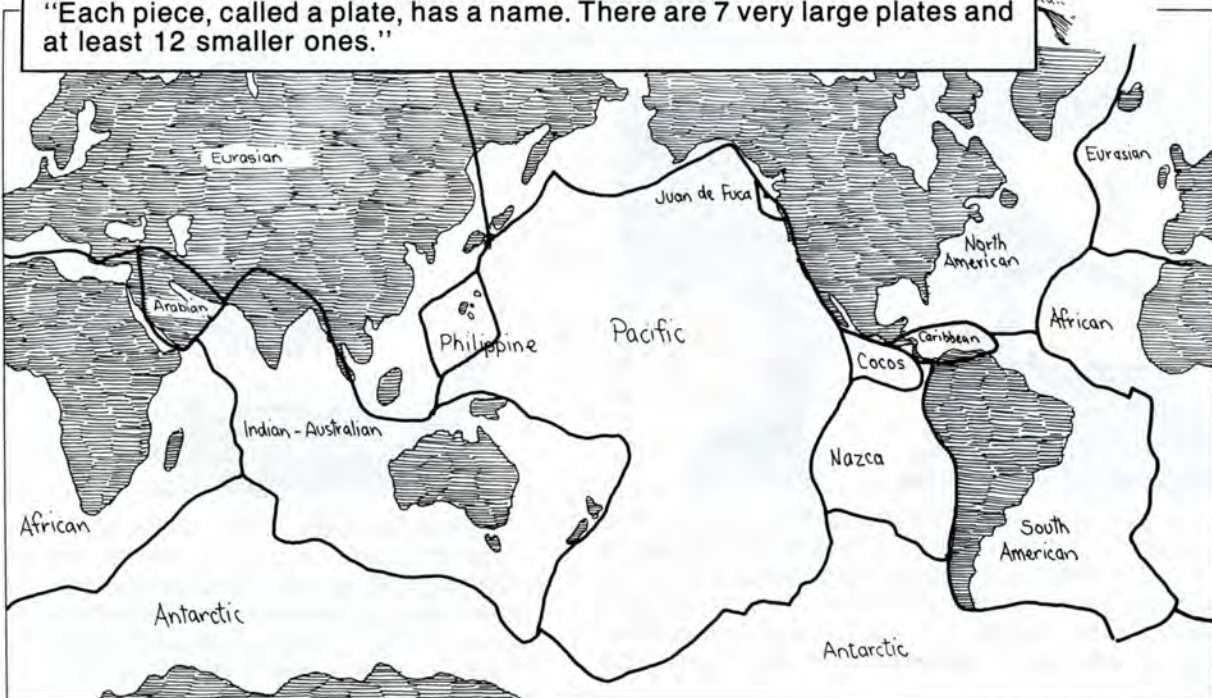 “Each piece, called a plate, has a name. There are 7 very large plates and
at least 12 smaller ones.”
Eurasian
Eurasian
Juan de Fuca
North
American
Arabian
African
Philippine
Pacific
Caribbean
Cocos
Indian-Australian
Nazca
African
South
American
Antarctic
Antarctic